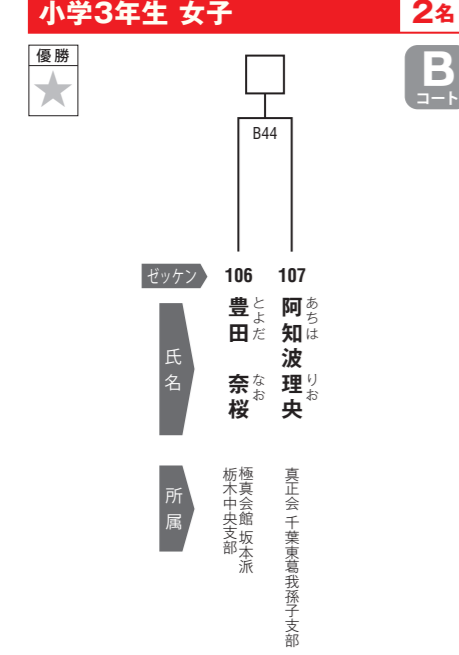 小学3年生 女子
2名
優勝
B
コート
B44
ゼッケン
106
107
氏名
豊田 奈桜
とよだ なお
阿知波 理央
あちは りお
所属
極真会館 坂本派
栃木中央支部
真正会 千葉東葛我孫子支部